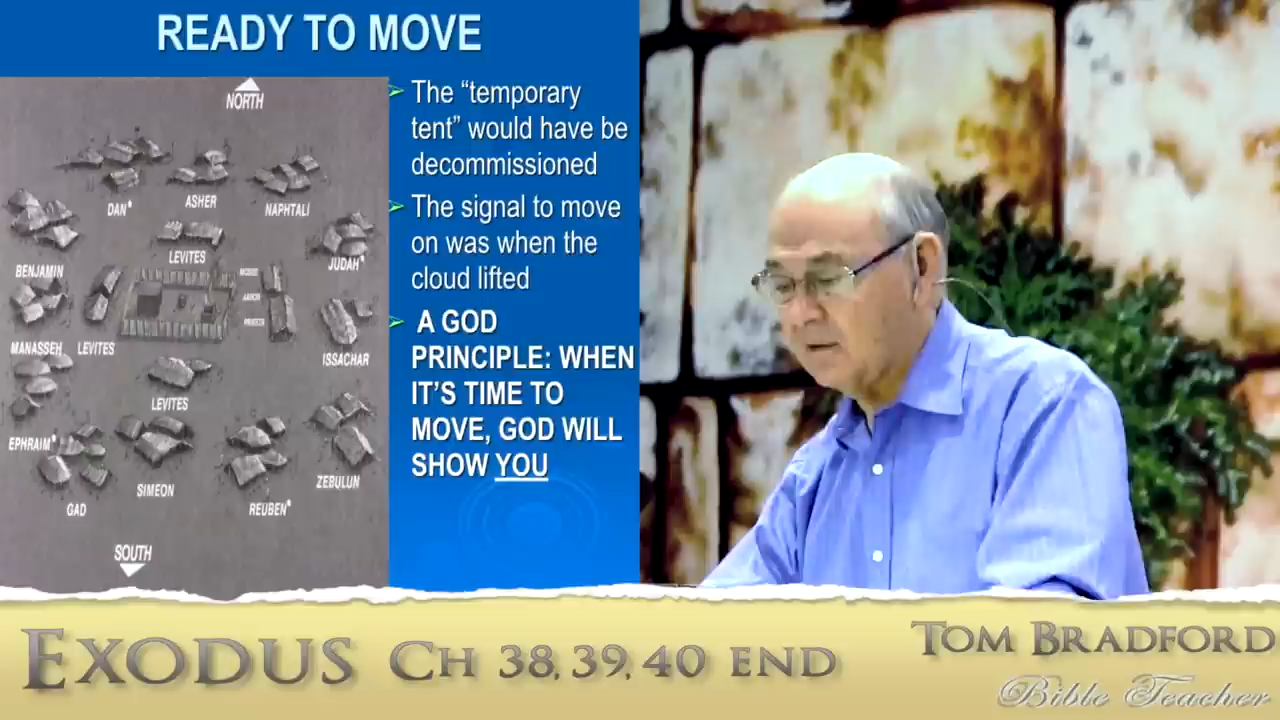 READY TO MOVE
NORTH
DAN*
ASHER
NAPHTALI
LEVITES
JUDAH*
BENJAMIN
MANASSEH
LEVITES
ISSACHAR
LEVITES
EPHRAIM*
ZEBULUN
SIMEON
REUBEN*
GAD
SOUTH
The “temporary
tent” would have be
decommissioned
The signal to move
on was when the
cloud lifted
A GOD
PRINCIPLE: WHEN
IT’S TIME TO
MOVE, GOD WILL
SHOW YOU
EXODUS CH 38,39,40 END
TOM BRADFORD
Bible Teacher